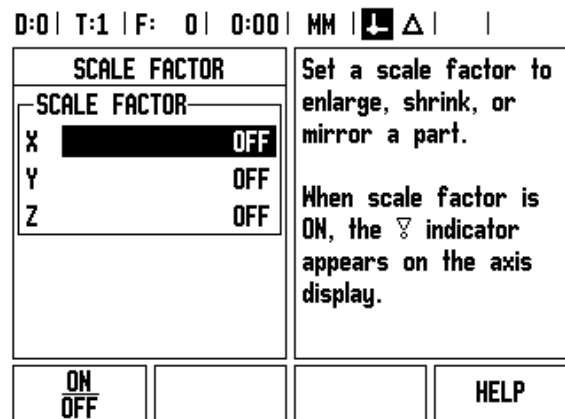 D:0 | T:1 | F: 0 | 0:00 | MM | Δ | |
SCALE FACTOR
SCALE FACTOR
X OFF
Y OFF
Z OFF
Set a scale factor to
enlarge, shrink, or
mirror a part.
When scale factor is
ON, the ▽ indicator
appears on the axis
display.
ON
OFF
HELP